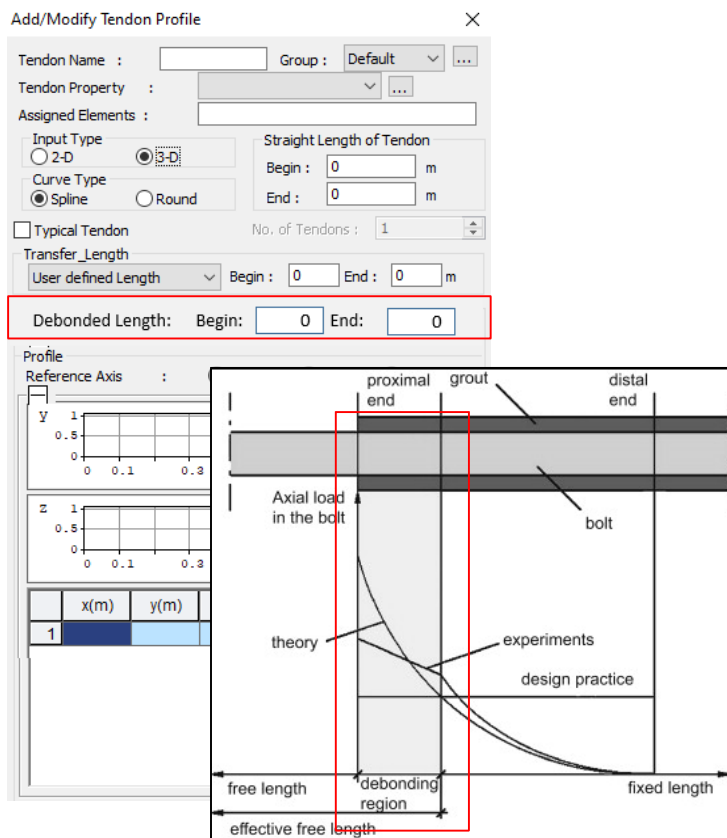 Add/Modify Tendon Profile
Tendon Name : Group : Default ...
Tendon Property : ...
Assigned Elements :
Input Type
2-D 3-D
Curve Type
Spline Round
Straight Length of Tendon
Begin : 0 m
End : 0 m
Typical Tendon No. of Tendons : 1
Transfer_Length
User defined Length Begin : 0 End : 0 m
Debonded Length: Begin: 0 End: 0
Profile
Reference Axis :
y 1
0.5
0
0 0.1 0.3
z 1
0.5
0
0 0.1 0.3
x(m) y(m)
1
proximal end
grout
distal end
Axial load in the bolt
bolt
theory
experiments
design practice
free length
debonding region
fixed length
effective free length